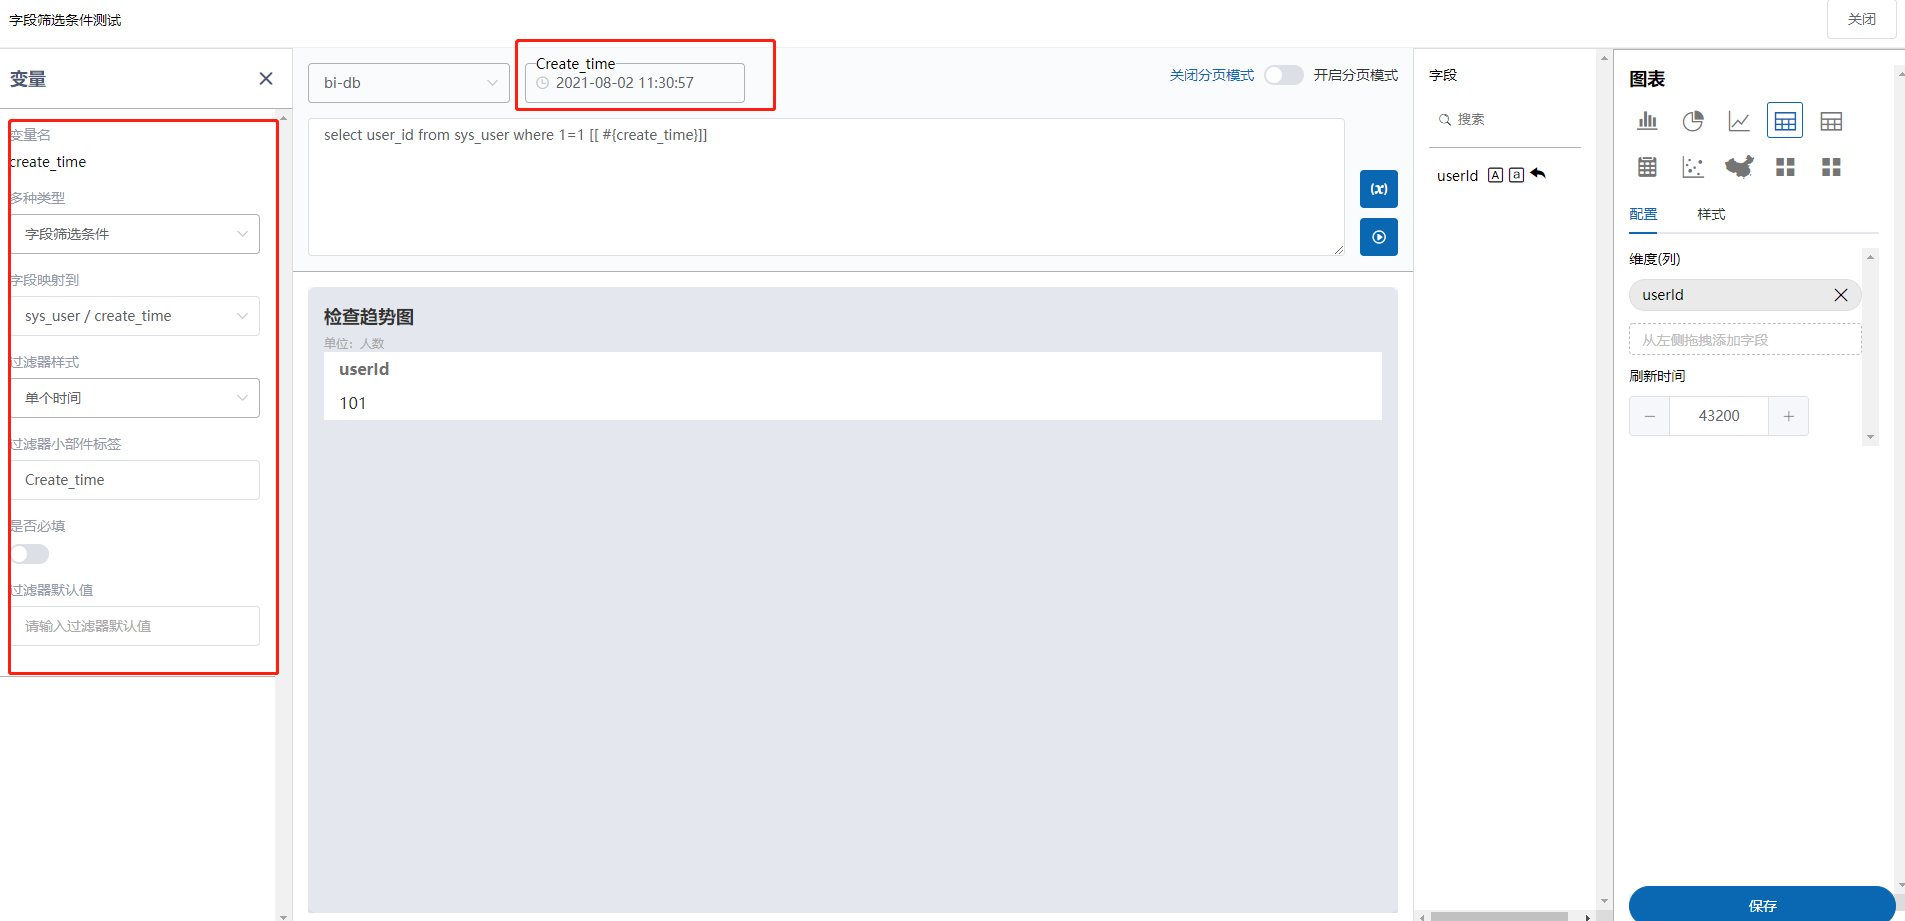 字段筛选条件测试
关闭
变量
变量名
create_time
多种类型
字段筛选条件
字段映射到
sys_user / create_time
过滤器样式
单个时间
过滤器小部件标签
Create_time
是否必填
过滤器默认值
请输入过滤器默认值
bi-db
Create_time
2021-08-02 11:30:57
关闭分页模式
开启分页模式
select user_id from sys_user where 1=1 [[ #{create_time}]]
(x)
检查趋势图
单位：人数
userId
101
字段
搜索
userId A a
图表
配置 样式
维度(列)
userId
从左侧拖拽添加字段
刷新时间
43200
保存